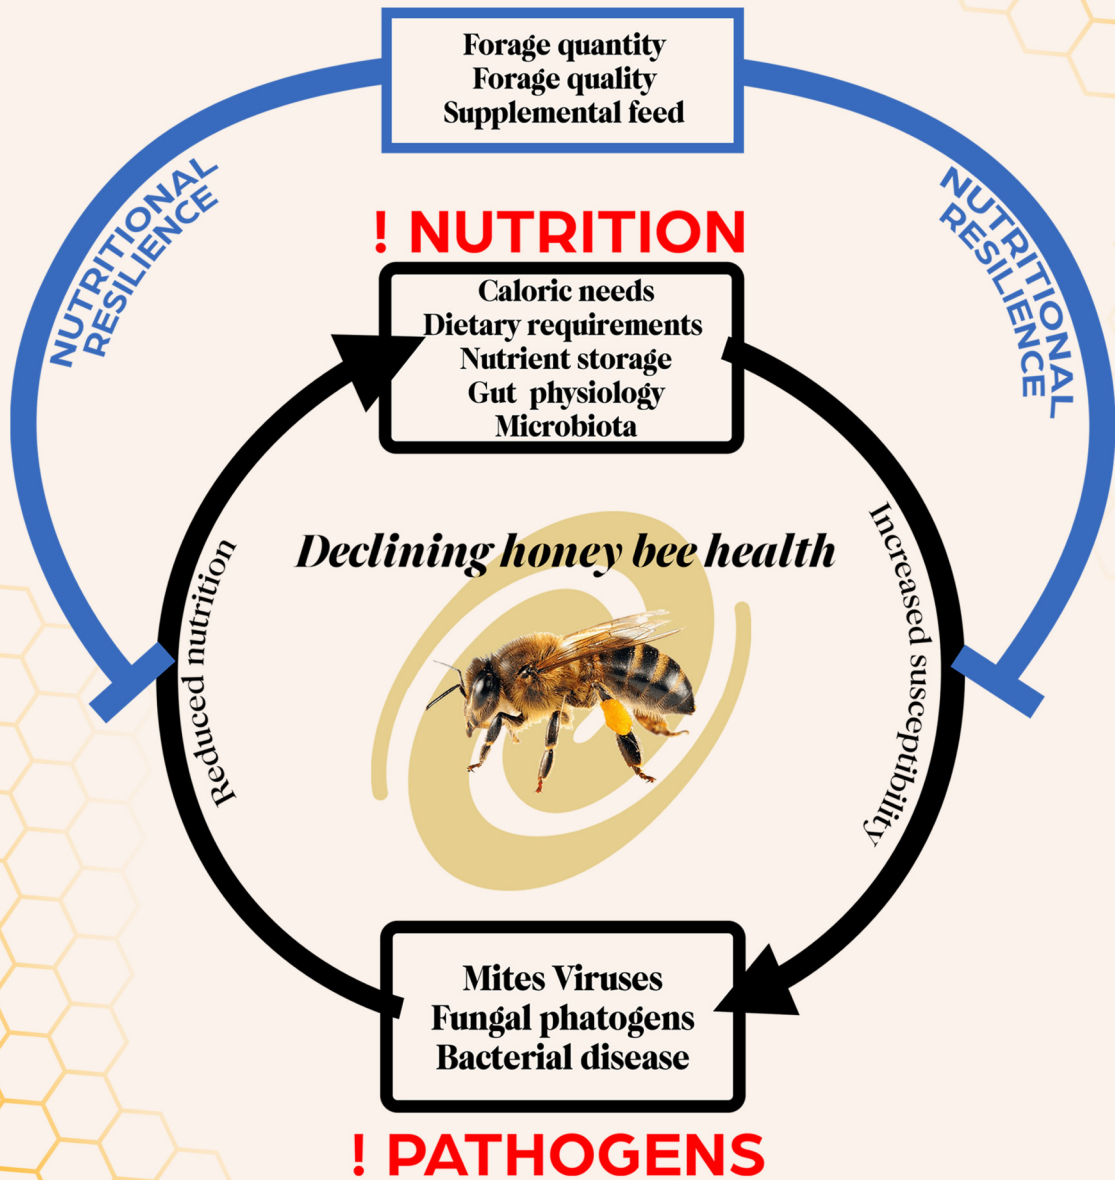 Forage quantity
Forage quality
Supplemental feed
NUTRITIONAL
RESILIENCE
NUTRITIONAL
RESILIENCE
! NUTRITION
Caloric needs
Dietary requirements
Nutrient storage
Gut physiology
Microbiota
Declining honey bee health
Reduced nutrition
Increased susceptibility
Mites Viruses
Fungal phatogens
Bacterial disease
! PATHOGENS